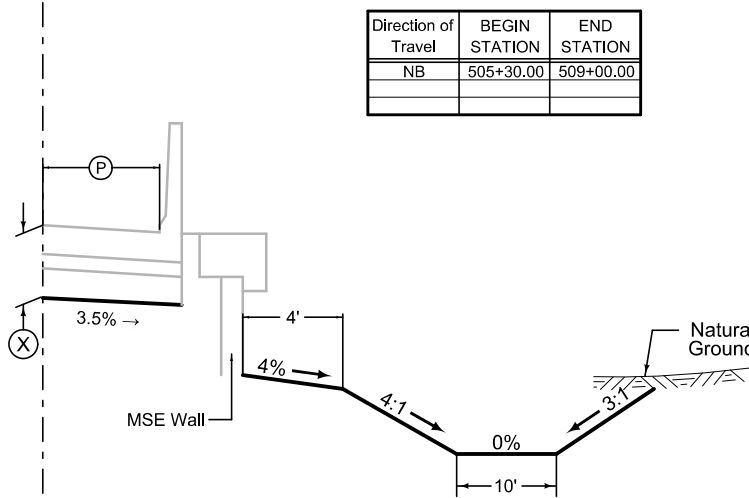 Direction of Travel
BEGIN STATION
END STATION
NB
505+30.00
509+00.00
P
X
3.5% →
4'
4%
MSE Wall
4:1
0%
10'
3:1
Natura
Ground